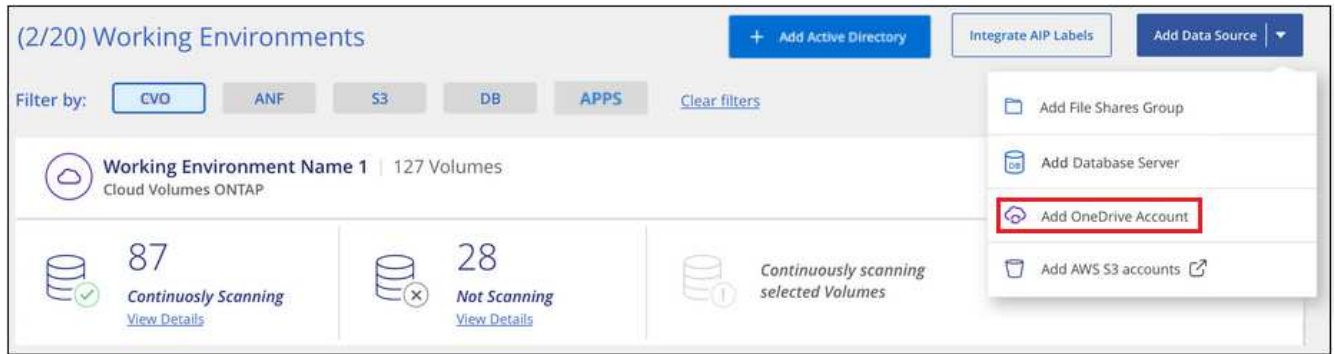 (2/20) Working Environments
+ Add Active Directory
Integrate AIP Labels
Add Data Source
Filter by:
CVO
ANF
S3
DB
APPS
Clear filters
Add File Shares Group
DB
Add Database Server
Add OneDrive Account
Add AWS S3 accounts
Working Environment Name 1 | 127 Volumes
Cloud Volumes ONTAP
87
Continuosly Scanning
View Details
28
Not Scanning
View Details
Continuously scanning
selected Volumes